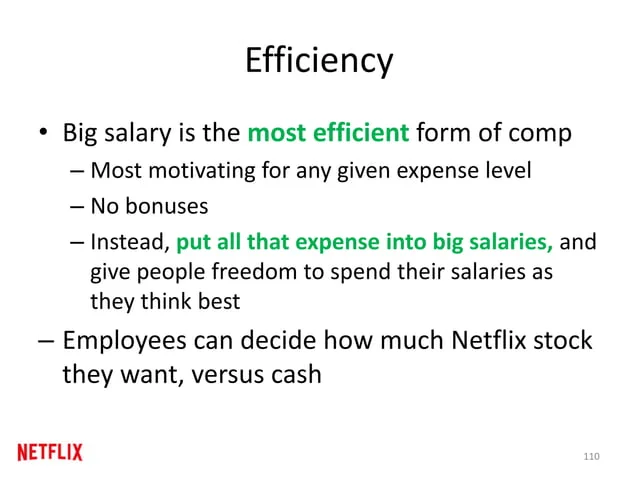 Efficiency
• Big salary is the most efficient form of comp
– Most motivating for any given expense level
– No bonuses
– Instead, put all that expense into big salaries, and
give people freedom to spend their salaries as
they think best
– Employees can decide how much Netflix stock
they want, versus cash
NETFLIX
110